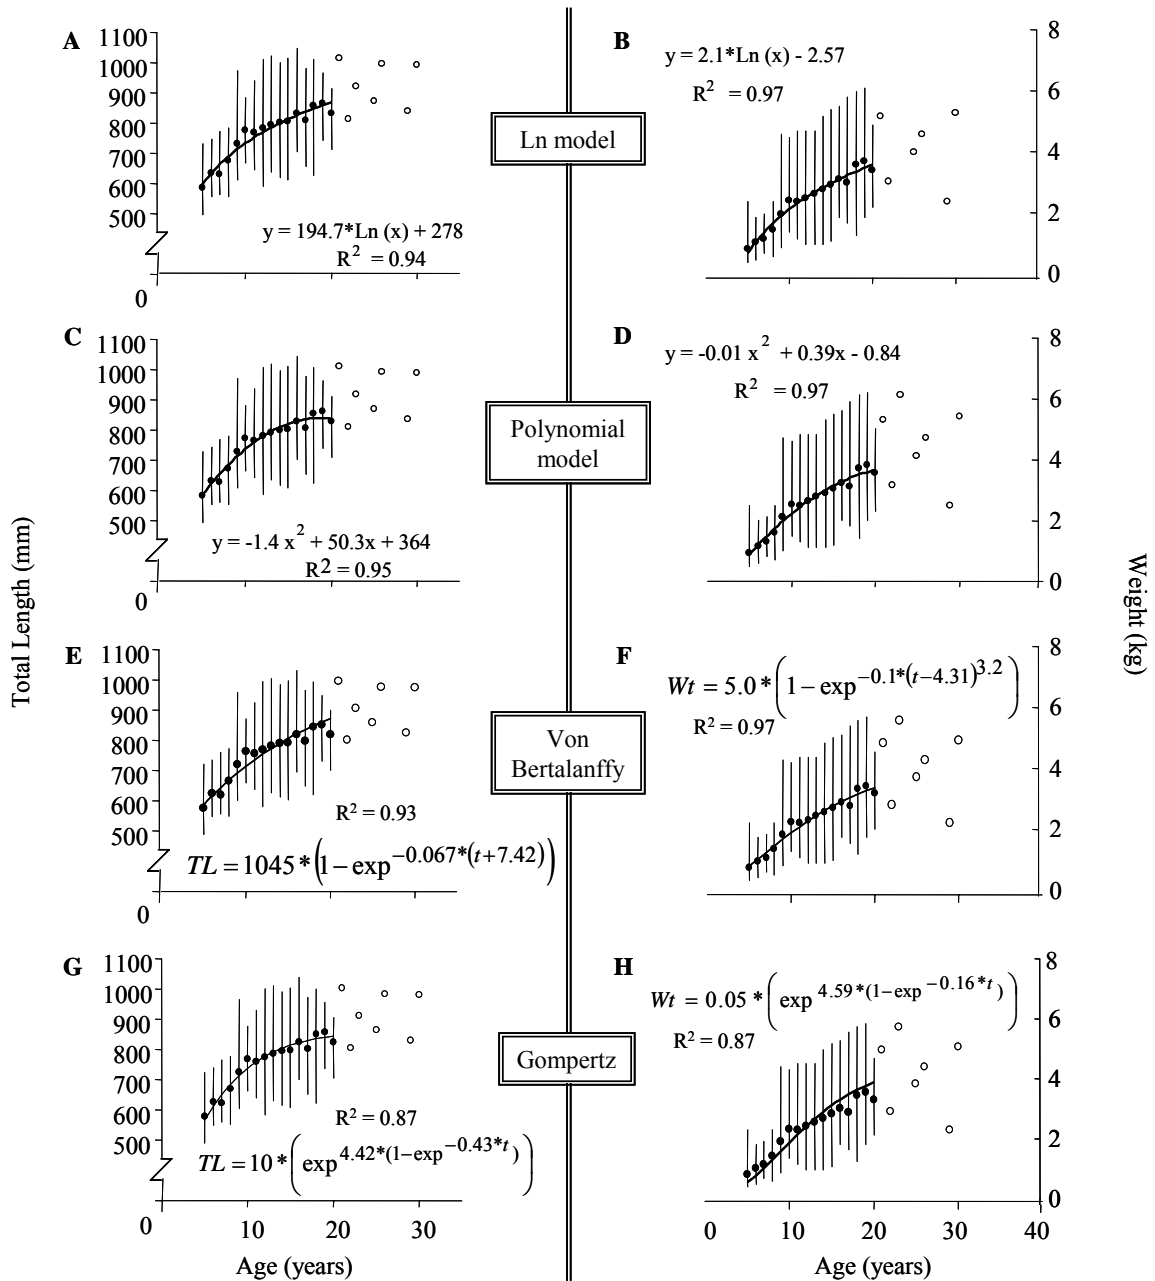 A
1100
1000
900
800
700
600
500
0
y = 194.7*Ln (x) + 278
R² = 0.94
Ln model
B
y = 2.1*Ln (x) - 2.57
R² = 0.97
8
6
4
2
0
C
1100
1000
900
800
700
600
500
0
y = -1.4 x² + 50.3x + 364
R² = 0.95
Polynomial
model
D
y = -0.01 x² + 0.39x - 0.84
R² = 0.97
8
6
4
2
0
Total Length (mm)
Weight (kg)
E
1100
1000
900
800
700
600
500
0
R² = 0.93
TL = 1045 * (1 − exp^−0.067*(t+7.42))
Von
Bertalanffy
F
Wt = 5.0 * (1 − exp^−0.1*(t−4.31)^3.2)
R² = 0.97
8
6
4
2
0
G
1100
1000
900
800
700
600
500
0
10
20
30
R² = 0.87
TL = 10 * (exp^4.42*(1−exp^−0.43*t))
Age (years)
Gompertz
H
Wt = 0.05 * (exp^4.59*(1−exp^−0.16*t))
R² = 0.87
8
6
4
2
0
0
10
20
30
40
Age (years)